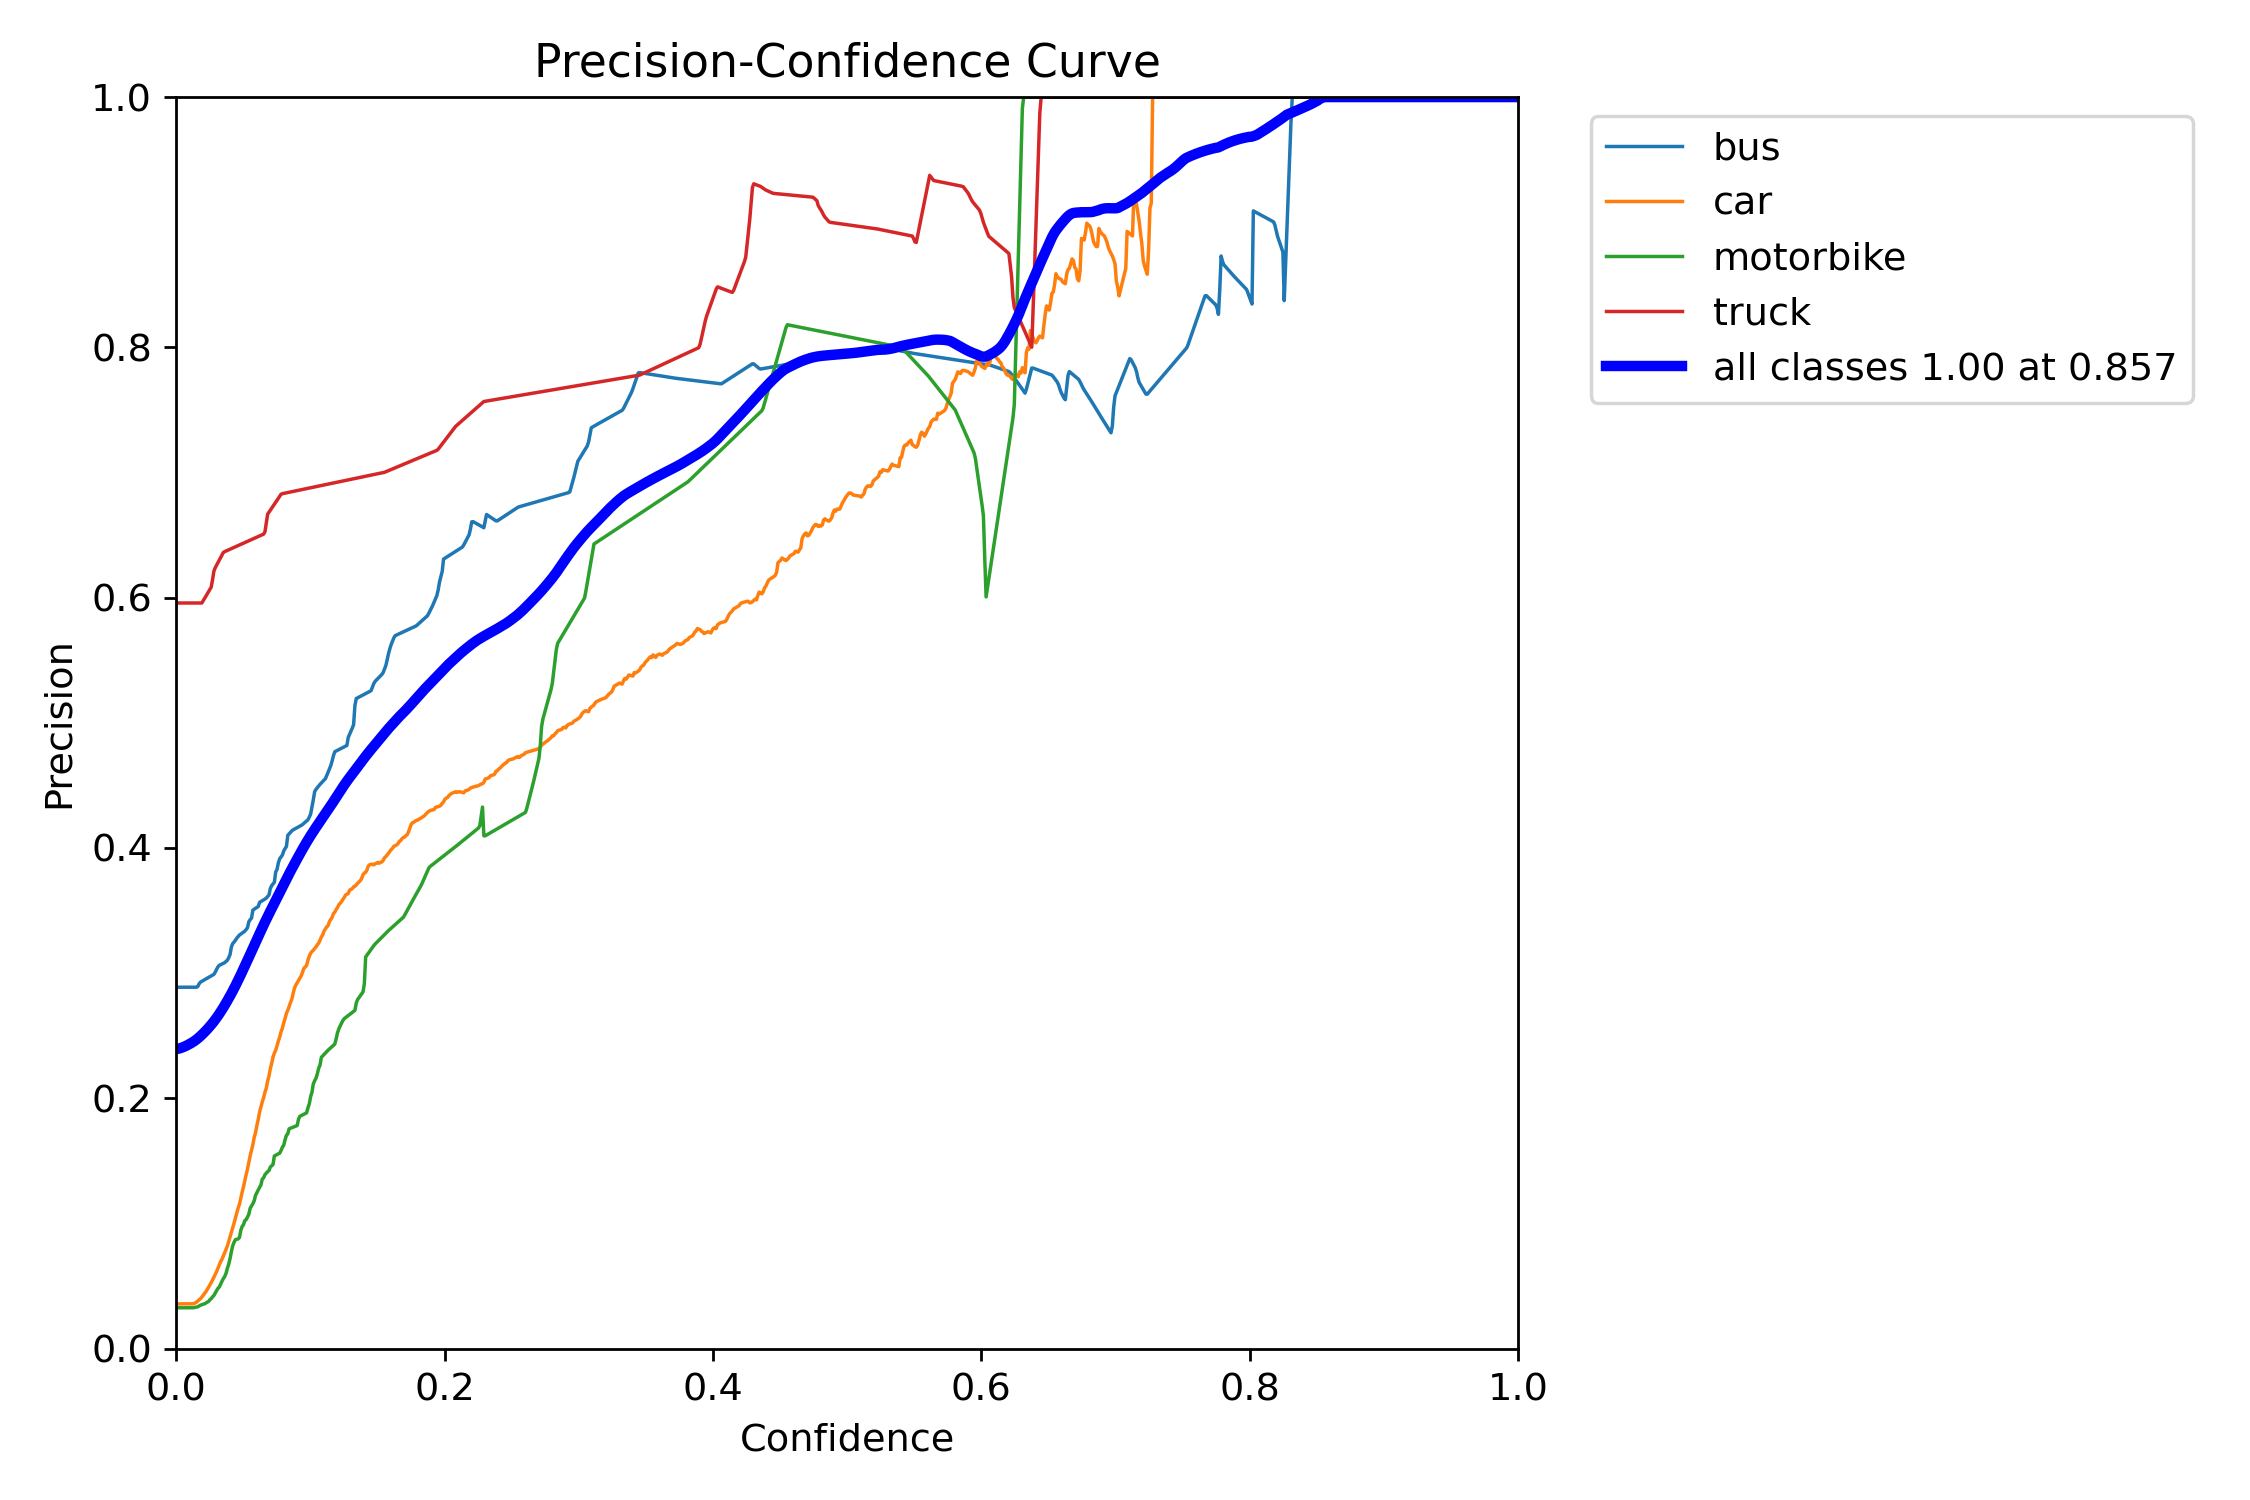 Precision-Confidence Curve
1.0
0.8
0.6
0.4
0.2
0.0
Precision
0.0 0.2 0.4 0.6 0.8 1.0
Confidence
bus
car
motorbike
truck
all classes 1.00 at 0.857